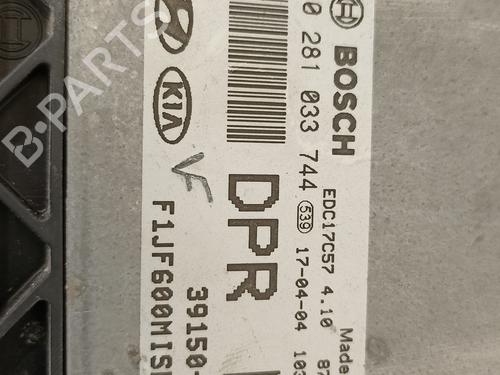 BOSCH
EDC17C57 4.10
Made
0 281 033 744 539 17-04-04
KIA
DPR
39150-
F1JF600MIS
B-PARTS